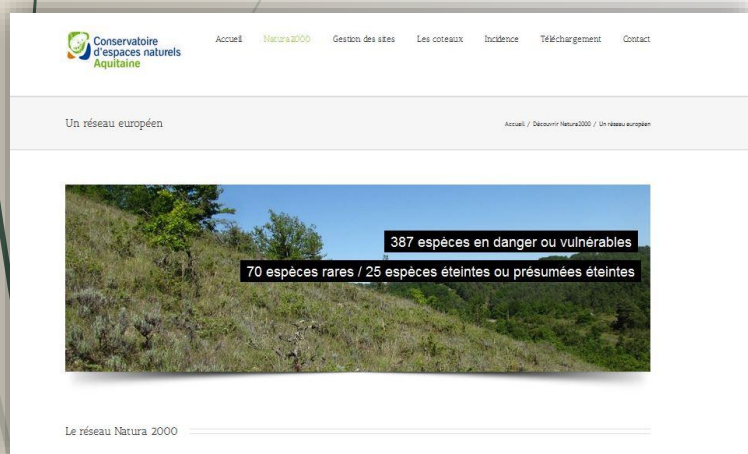 Conservatoire
d'espaces naturels
Aquitaine
Accueil Natura2000 Gestion des sites Les coteaux Incidence Téléchargement Contact
Un réseau européen
Accueil / Découvrir Natura2000 / Un réseau européen
387 espèces en danger ou vulnérables
70 espèces rares / 25 espèces éteintes ou présumées éteintes
Le réseau Natura 2000